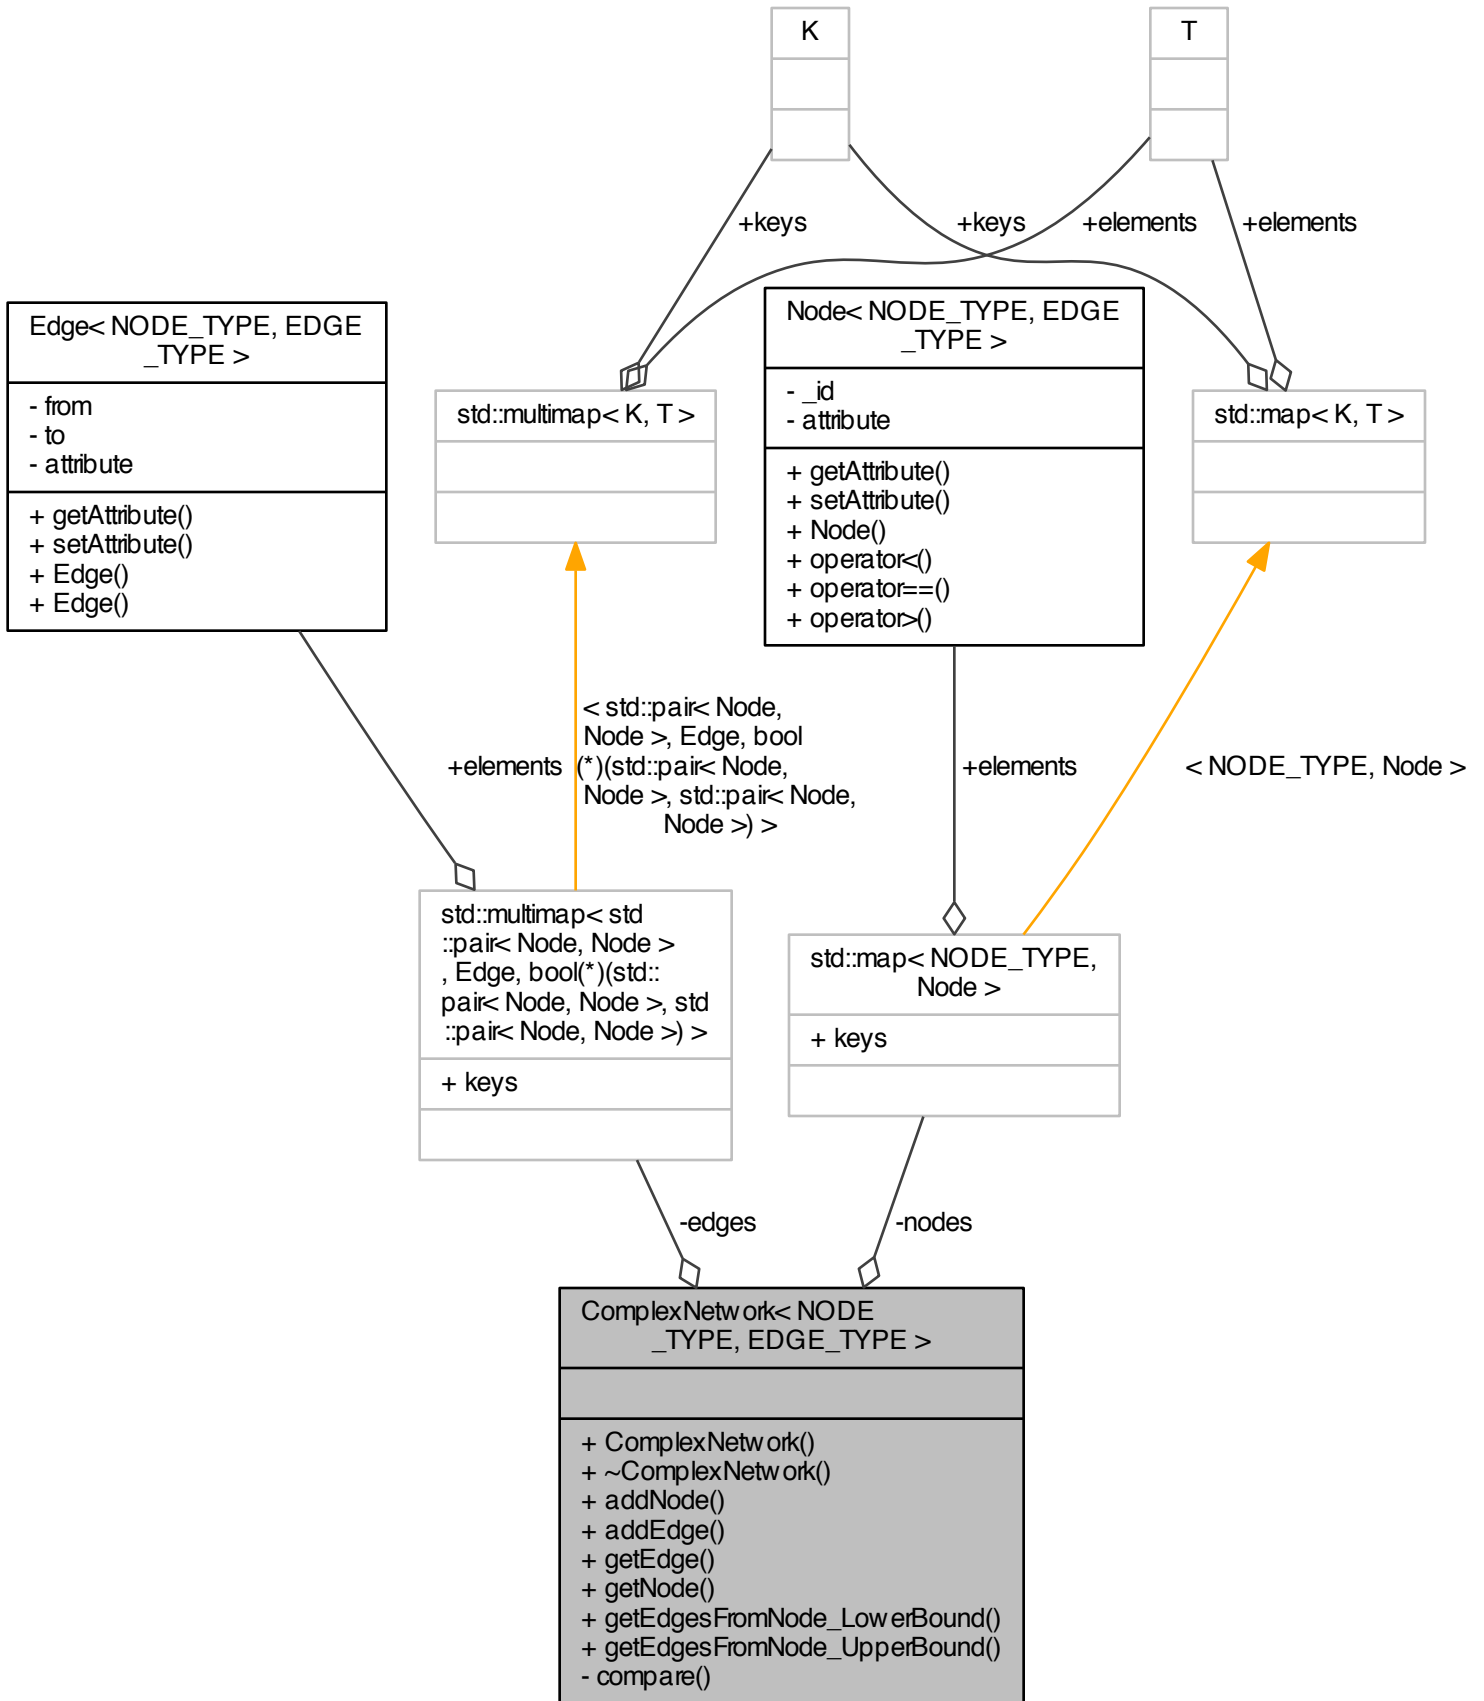 K
T
+keys
+keys
+elements
+elements
Edge< NODE_TYPE, EDGE
_TYPE >
- from
- to
- attribute
+ getAttribute()
+ setAttribute()
+ Edge()
+ Edge()
std::multimap< K, T >
Node< NODE_TYPE, EDGE
_TYPE >
- _id
- attribute
+ getAttribute()
+ setAttribute()
+ Node()
+ operator<()
+ operator==()
+ operator>()
std::map< K, T >
+elements
< std::pair< Node,
Node >, Edge, bool
(*)(std::pair< Node,
Node >, std::pair< Node,
Node >) >
+elements
< NODE_TYPE, Node >
std::multimap< std
::pair< Node, Node >
, Edge, bool(*)(std::
pair< Node, Node >, std
::pair< Node, Node >) >
+ keys
std::map< NODE_TYPE,
Node >
+ keys
-edges
-nodes
ComplexNetwork< NODE
_TYPE, EDGE_TYPE >
+ ComplexNetwork()
+ ~ComplexNetwork()
+ addNode()
+ addEdge()
+ getEdge()
+ getNode()
+ getEdgesFromNode_LowerBound()
+ getEdgesFromNode_UpperBound()
- compare()